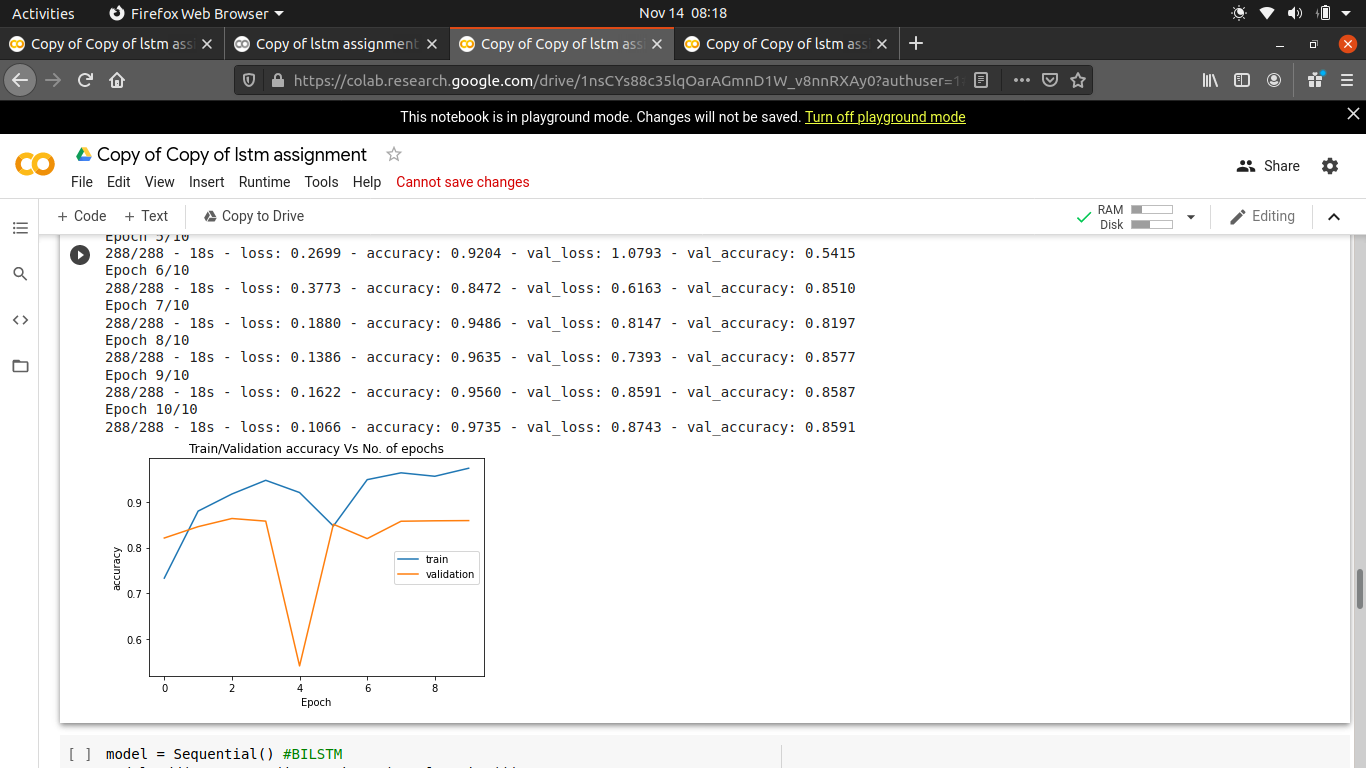 Activities Firefox Web Browser Nov 14 08:18
Copy of Copy of lstm ass Copy of lstm assignment Copy of Copy of lstm ass Copy of Copy of lstm ass
https://colab.research.google.com/drive/1nsCYs88c35lqOarAGmnD1W_v8nnRXAy0?authuser=1
This notebook is in playground mode. Changes will not be saved. Turn off playground mode
CO Copy of Copy of lstm assignment
Share
File Edit View Insert Runtime Tools Help Cannot save changes
+ Code + Text Copy to Drive RAM Disk Editing
Epoch 5/10
288/288 - 18s - loss: 0.2699 - accuracy: 0.9204 - val_loss: 1.0793 - val_accuracy: 0.5415
Epoch 6/10
288/288 - 18s - loss: 0.3773 - accuracy: 0.8472 - val_loss: 0.6163 - val_accuracy: 0.8510
Epoch 7/10
288/288 - 18s - loss: 0.1880 - accuracy: 0.9486 - val_loss: 0.8147 - val_accuracy: 0.8197
Epoch 8/10
288/288 - 18s - loss: 0.1386 - accuracy: 0.9635 - val_loss: 0.7393 - val_accuracy: 0.8577
Epoch 9/10
288/288 - 18s - loss: 0.1622 - accuracy: 0.9560 - val_loss: 0.8591 - val_accuracy: 0.8587
Epoch 10/10
288/288 - 18s - loss: 0.1066 - accuracy: 0.9735 - val_loss: 0.8743 - val_accuracy: 0.8591
Train/Validation accuracy Vs No. of epochs
0.9
0.8
0.7
0.6
accuracy
train
validation
0 2 4 6 8
Epoch
[ ] model = Sequential() #BILSTM